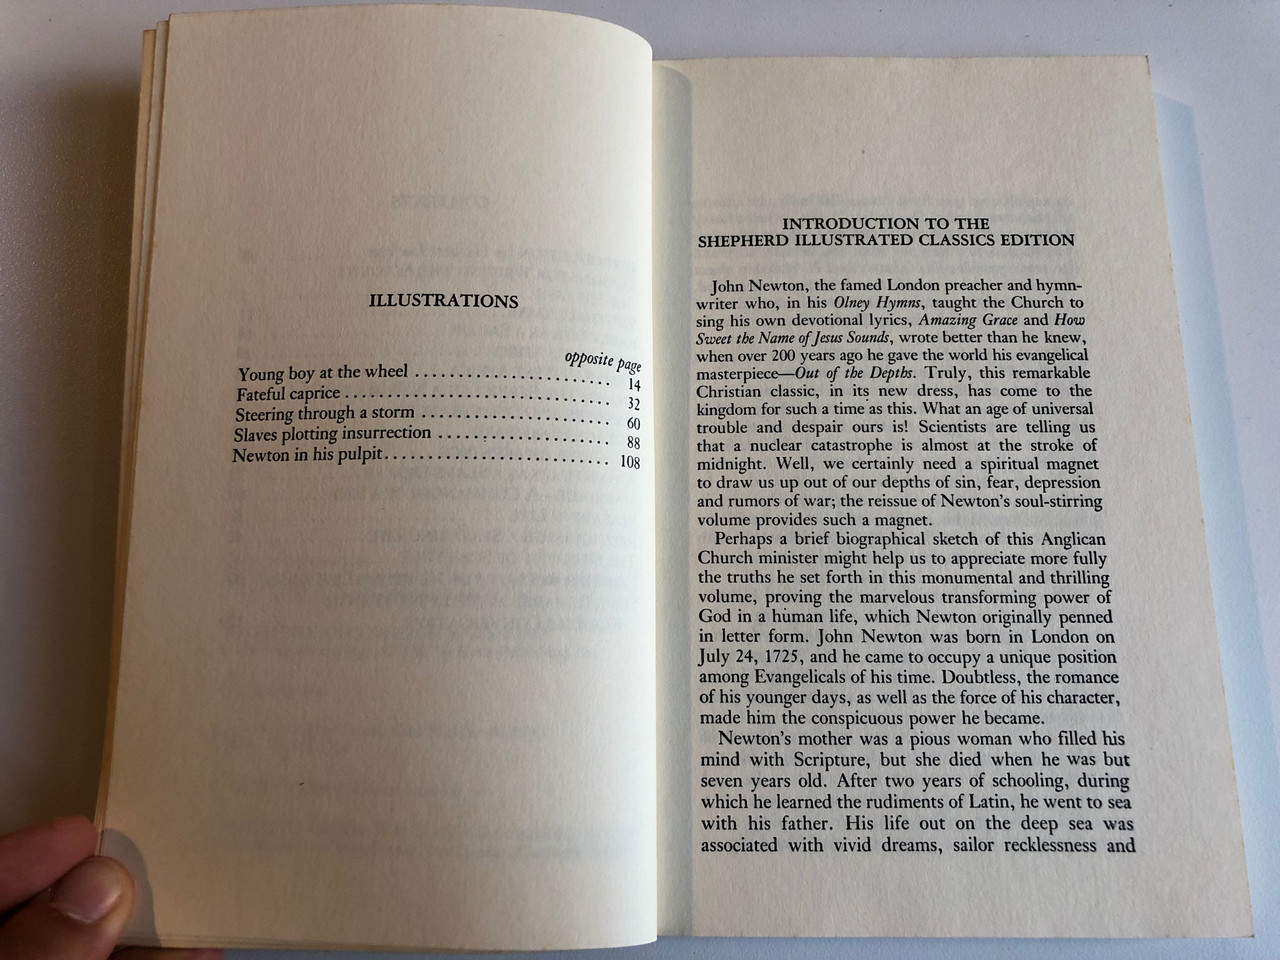 ILLUSTRATIONS
opposite page
Young boy at the wheel . . . . . . . . . . . . . . . . . . . . . . . 14
Fateful caprice . . . . . . . . . . . . . . . . . . . . . . . . . . . . . . . 32
Steering through a storm . . . . . . . . . . . . . . . . . . . . . . 60
Slaves plotting insurrection . . . . . . . . . . . . . . . . . . . . 88
Newton in his pulpit . . . . . . . . . . . . . . . . . . . . . . . . . . 108
INTRODUCTION TO THE
SHEPHERD ILLUSTRATED CLASSICS EDITION
John Newton, the famed London preacher and hymn-
writer who, in his Olney Hymns, taught the Church to
sing his own devotional lyrics, Amazing Grace and How
Sweet the Name of Jesus Sounds, wrote better than he knew,
when over 200 years ago he gave the world his evangelical
masterpiece—Out of the Depths. Truly, this remarkable
Christian classic, in its new dress, has come to the
kingdom for such a time as this. What an age of universal
trouble and despair ours is! Scientists are telling us
that a nuclear catastrophe is almost at the stroke of
midnight. Well, we certainly need a spiritual magnet
to draw us up out of our depths of sin, fear, depression
and rumors of war; the reissue of Newton's soul-stirring
volume provides such a magnet.
Perhaps a brief biographical sketch of this Anglican
Church minister might help us to appreciate more fully
the truths he set forth in this monumental and thrilling
volume, proving the marvelous transforming power of
God in a human life, which Newton originally penned
in letter form. John Newton was born in London on
July 24, 1725, and he came to occupy a unique position
among Evangelicals of his time. Doubtless, the romance
of his younger days, as well as the force of his character,
made him the conspicuous power he became.
Newton's mother was a pious woman who filled his
mind with Scripture, but she died when he was but
seven years old. After two years of schooling, during
which he learned the rudiments of Latin, he went to sea
with his father. His life out on the deep sea was
associated with vivid dreams, sailor recklessness and